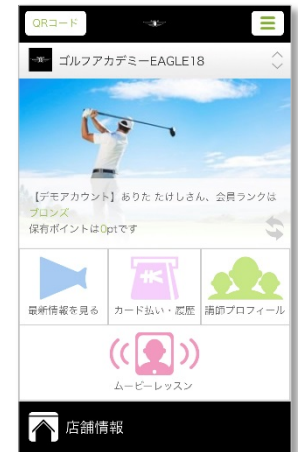 QRコード
ゴルフアカデミーEAGLE18
【デモアカウント】ありた たけしさん、会員ランクは
ブロンズ
保有ポイントは0ptです
最新情報を見る
カード払い・履歴
講師プロフィール
ムービーレッスン
店舗情報